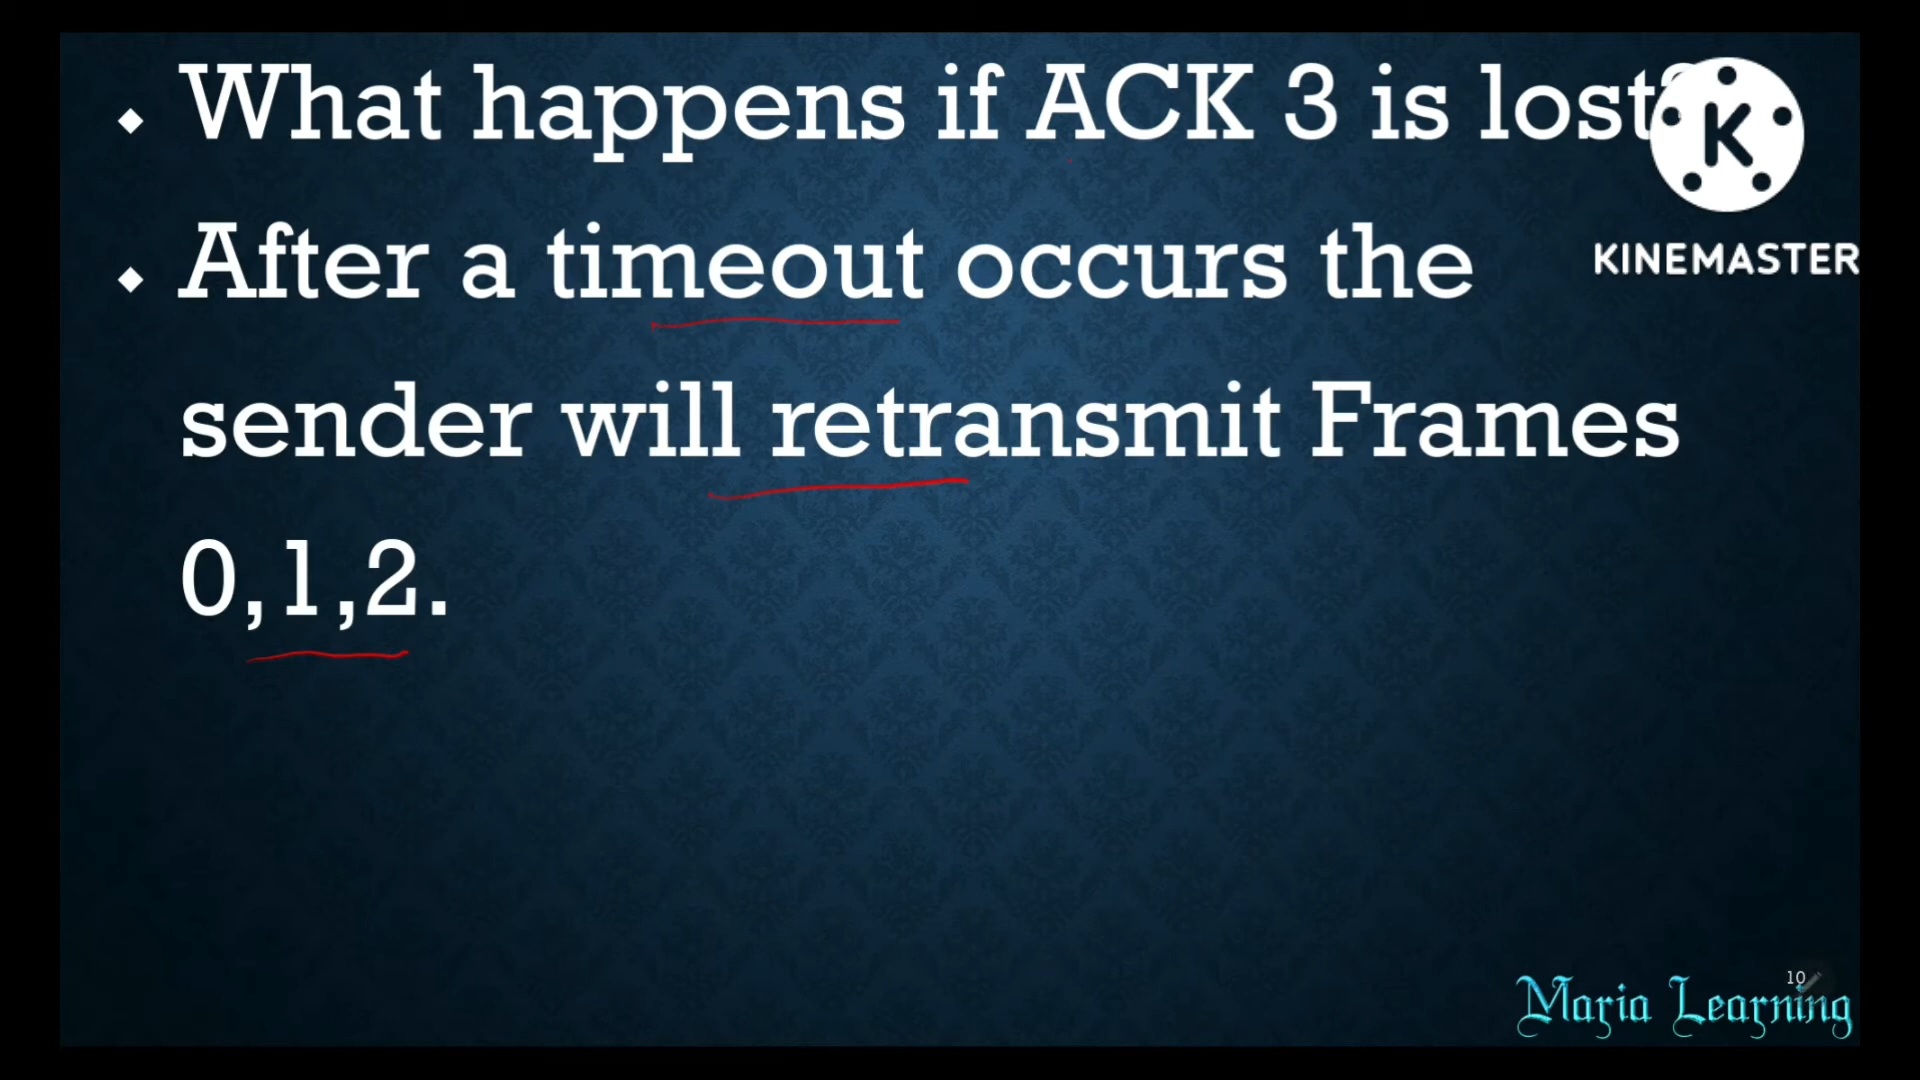 What happens if ACK 3 is lost?
KINEMASTER
After a timeout occurs the
sender will retransmit Frames
0,1,2.
10
Maria Learning